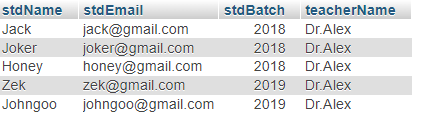 stdName stdEmail stdBatch teacherName
Jack jack@gmail.com 2018 Dr.Alex
Joker joker@gmail.com 2018 Dr.Alex
Honey honey@gmail.com 2018 Dr.Alex
Zek zek@gmail.com 2019 Dr.Alex
Johngoo johngoo@gmail.com 2019 Dr.Alex